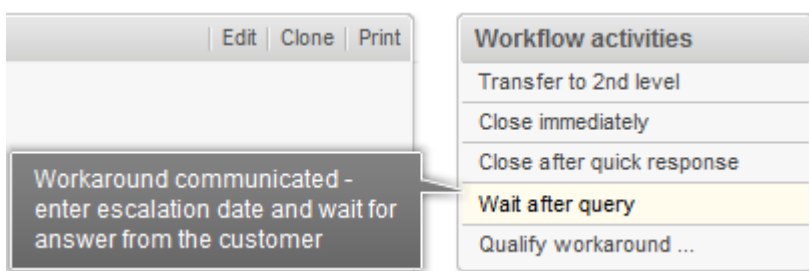 Edit Clone Print
Workflow activities
Transfer to 2nd level
Close immediately
Close after quick response
Wait after query
Qualify workaround ...
Workaround communicated -
enter escalation date and wait for
answer from the customer